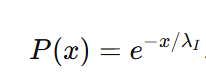 P(x) = e^{-x/λ_I}